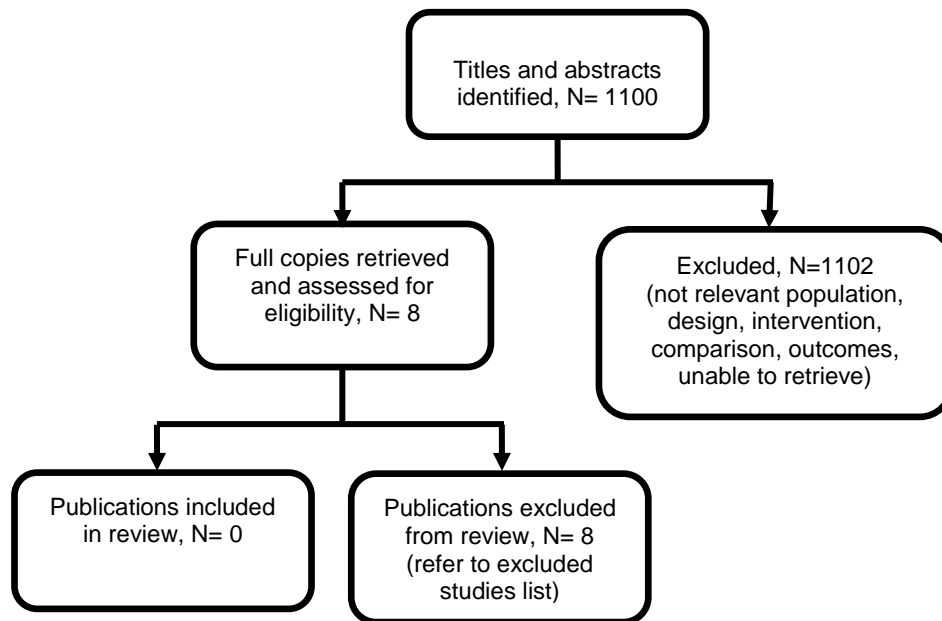 Titles and abstracts
identified, N= 1100
Full copies retrieved
and assessed for
eligibility, N= 8
Excluded, N=1102
(not relevant population,
design, intervention,
comparison, outcomes,
unable to retrieve)
Publications included
in review, N= 0
Publications excluded
from review, N= 8
(refer to excluded
studies list)